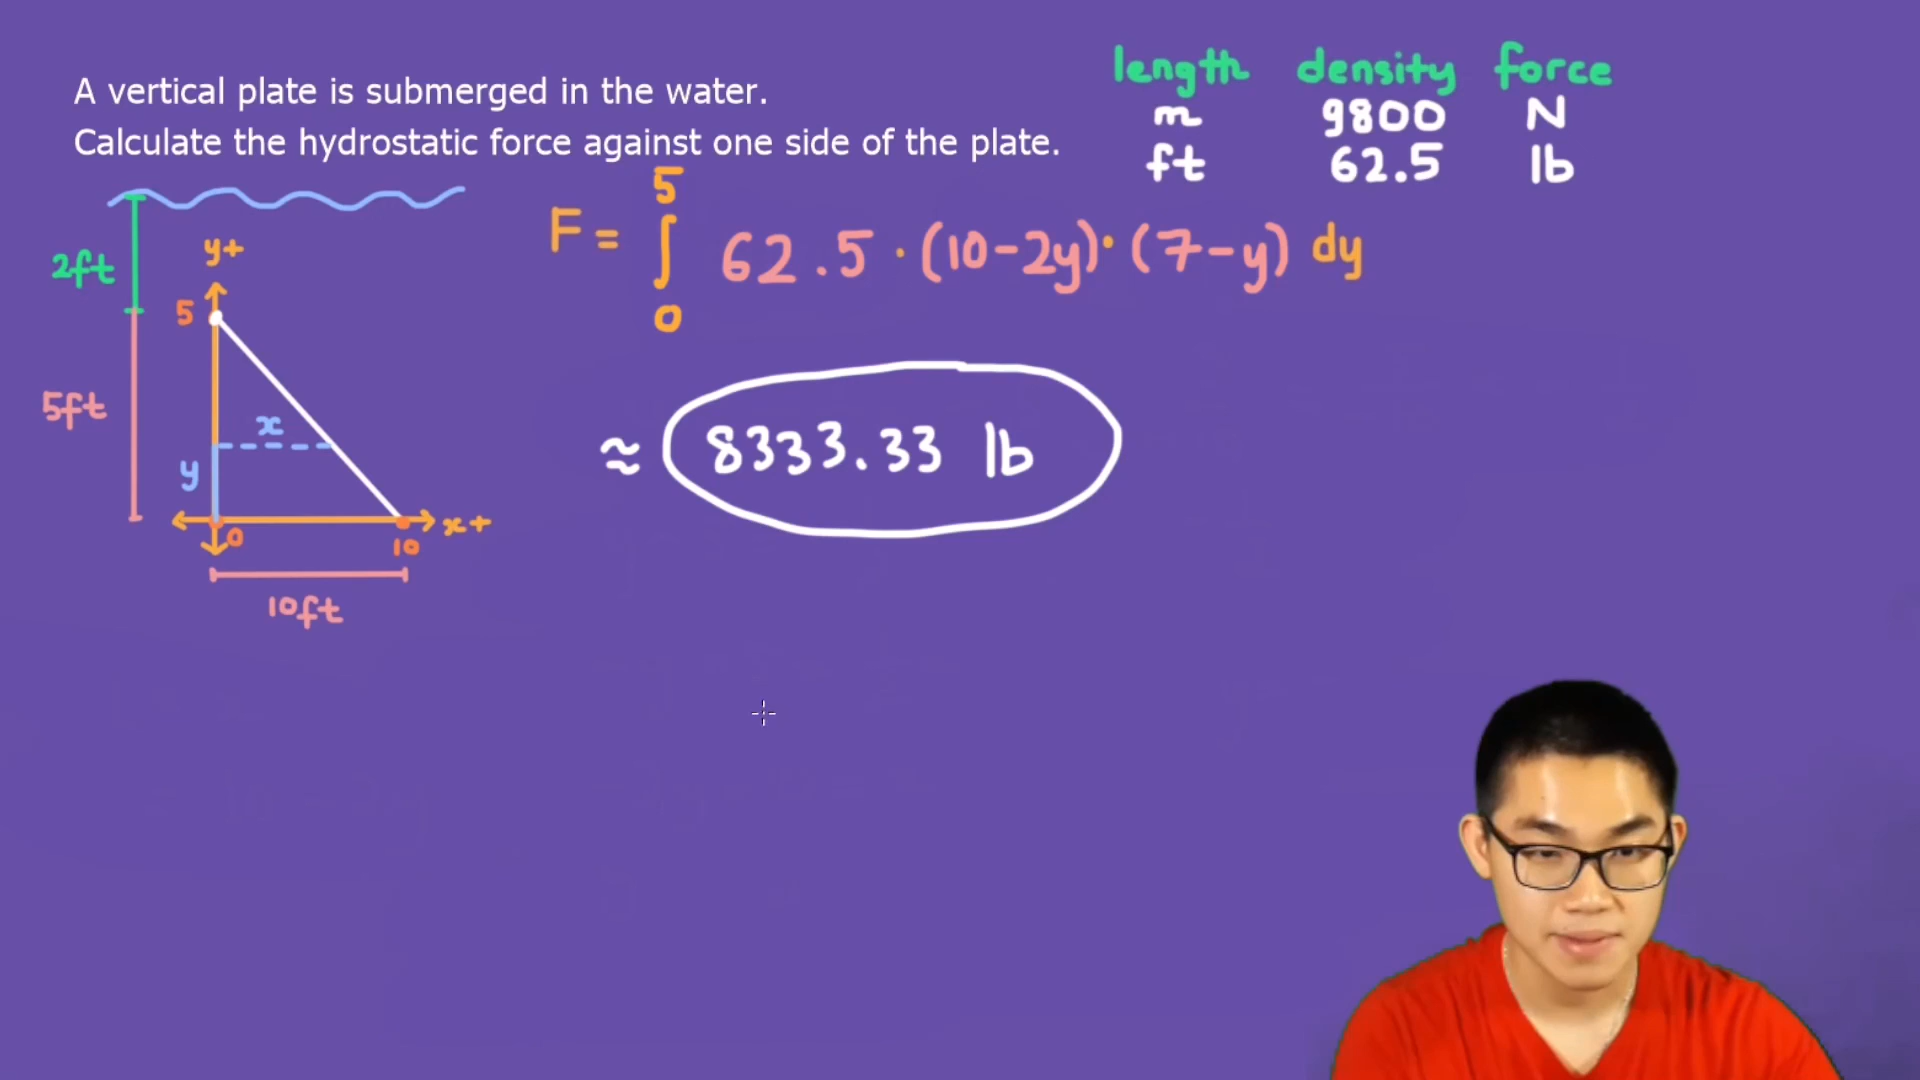 A vertical plate is submerged in the water.
Calculate the hydrostatic force against one side of the plate.
length density force
m 9800 N
ft 62.5 lb
2ft
y+
5
5ft
x
y
0
10
x+
10ft
F = ∫ 5 0 62.5 · (10-2y) · (7-y) dy
≈ 8333.33 lb